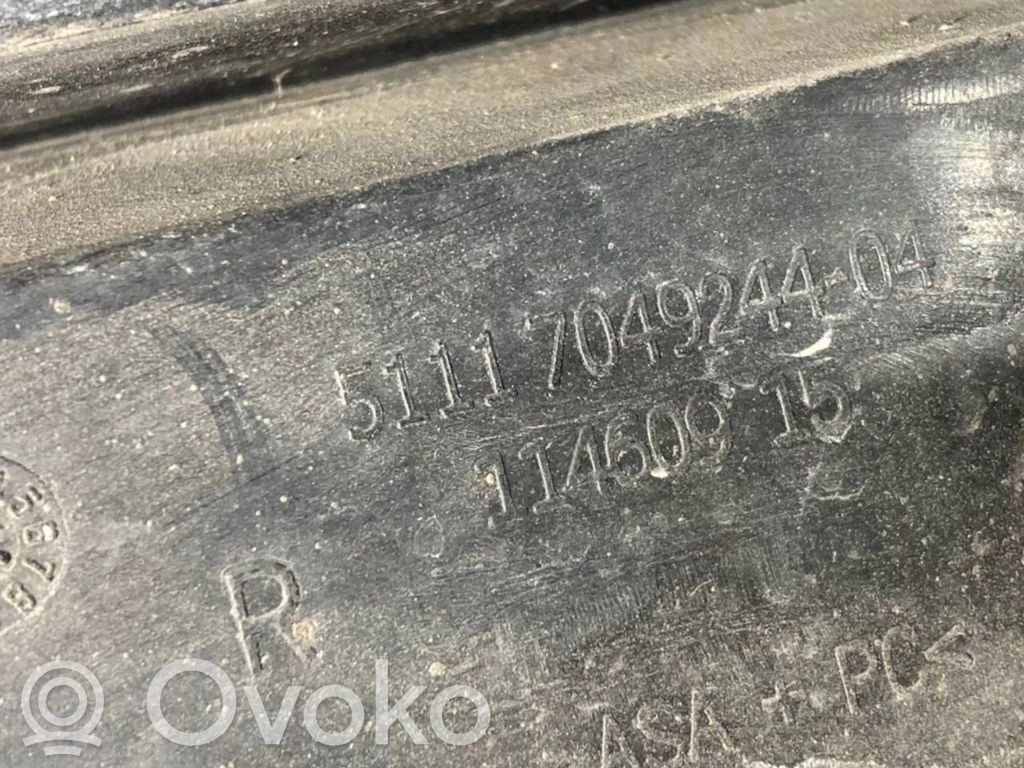 5111 7049244-04
114609 15
R
ASA + PC<
Ovoko